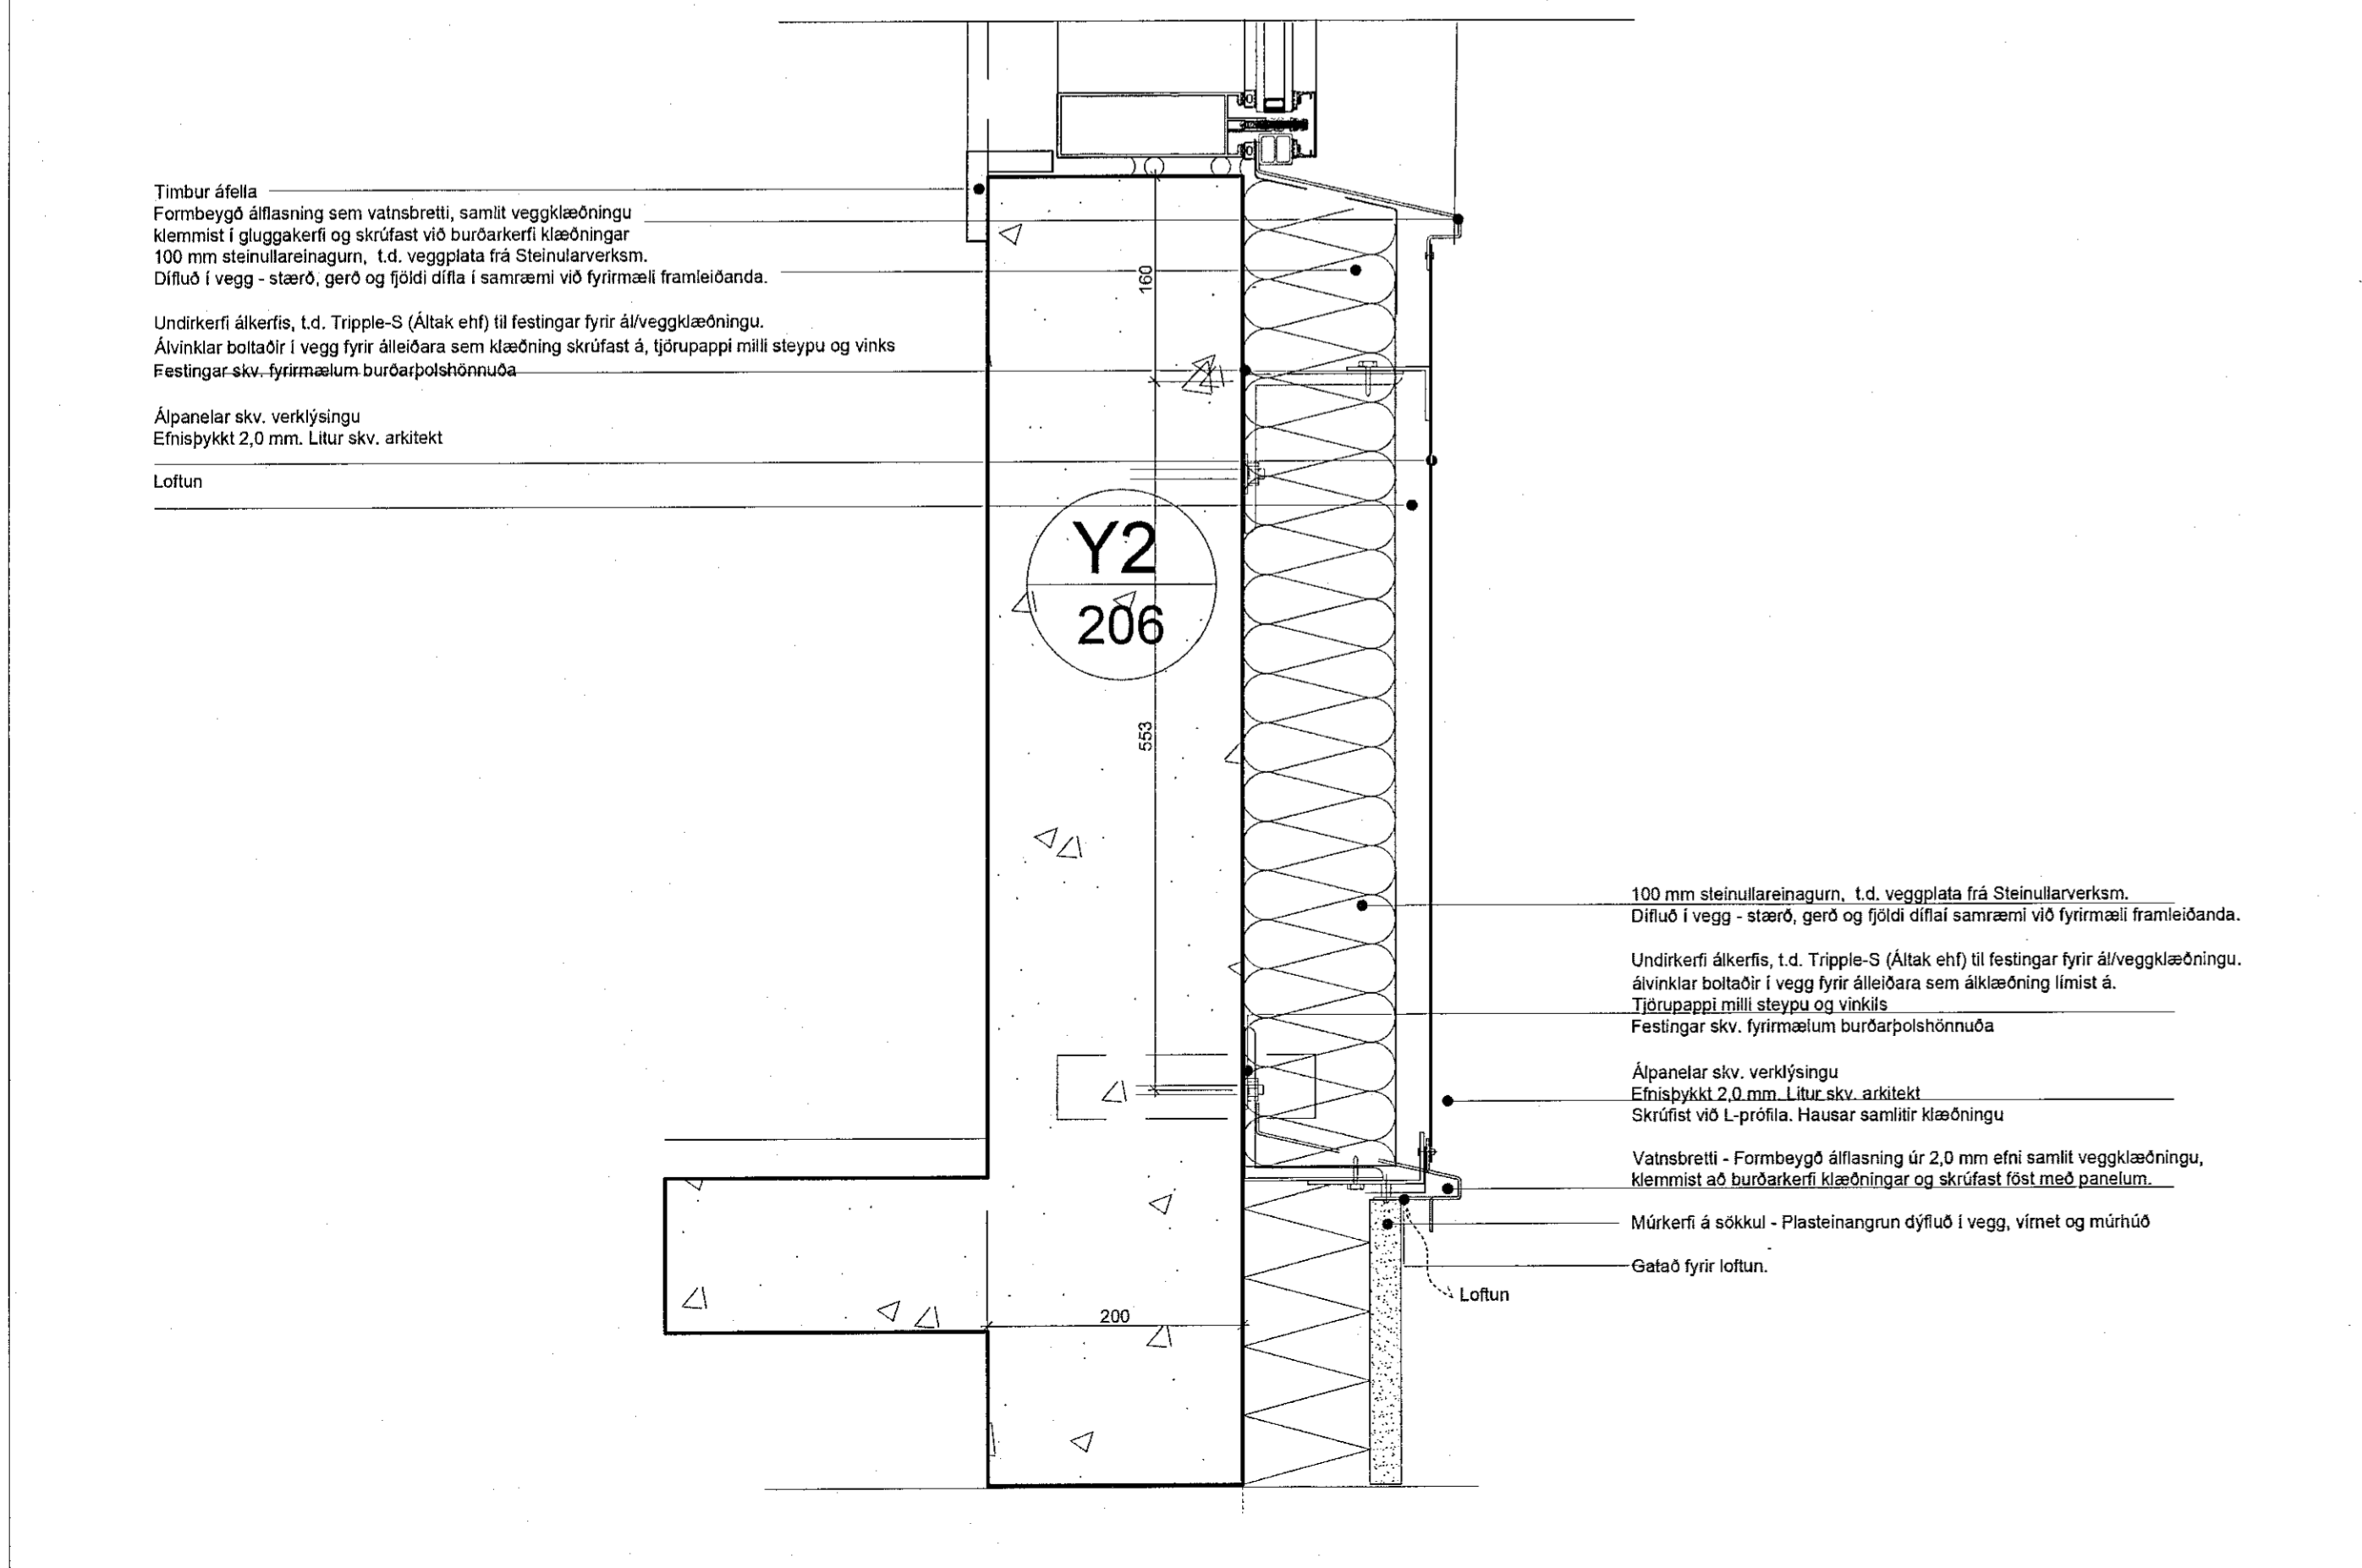 Timbur áfella
Formbeygð álflasning sem vatnsbretti, samlit veggklæðningu
klemmist í gluggakerfi og skrúfast við burðarkerfi klæðningar
100 mm steinullareinagurn, t.d. veggplata frá Steinularverksm.
Dífluð í vegg - stærð, gerð og fjöldi dífla í samræmi við fyrirmæli framleiðanda.
Undirkerfi álkerfis, t.d. Tripple-S (Áltak ehf) til festingar fyrir ál/veggklæðningu.
Álvinklar boltaðir í vegg fyrir álleiðara sem klæðning skrúfast á, tjörupappi milli steypu og vinks
Festingar skv. fyrirmælum burðarþolshönnuða
Álpanelar skv. verklýsingu
Efnisþykkt 2,0 mm. Litur skv. arkitekt
Loftun
160
Y2
206
553
200
100 mm steinullareinagurn, t.d. veggplata frá Steinullarverksm.
Dífluð í vegg - stærð, gerð og fjöldi díflaí samræmi við fyrirmæli framleiðanda.
Undirkerfi álkerfis, t.d. Tripple-S (Áltak ehf) til festingar fyrir ál/veggklæðningu.
álvinklar boltaðir í vegg fyrir álleiðara sem álklæðning límist á.
Tjörupappi milli steypu og vinkils
Festingar skv. fyrirmælum burðarþolshönnuða
Álpanelar skv. verklýsingu
Efnisþykkt 2,0 mm. Litur skv. arkitekt
Skrúfist við L-prófíla. Hausar samlitir klæðningu
Vatnsbretti - Formbeygð álflasning úr 2,0 mm efni samlit veggklæðningu,
klemmist að burðarkerfi klæðningar og skrúfast föst með panelum.
Múrkerfi á sökkul - Plasteinangrun dýfluð í vegg, vírnet og múrhúð
Gatað fyrir loftun.
Loftun